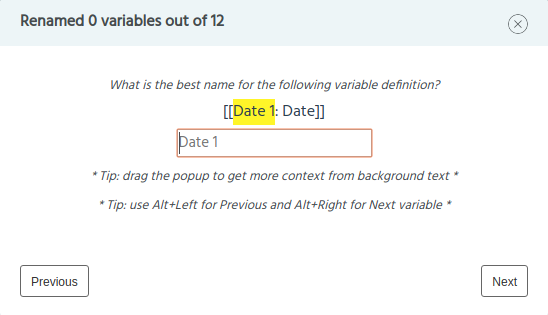 Renamed 0 variables out of 12
What is the best name for the following variable definition?
[[Date 1: Date]]
Date 1
* Tip: drag the popup to get more context from background text *
* Tip: use Alt+Left for Previous and Alt+Right for Next variable *
Previous
Next